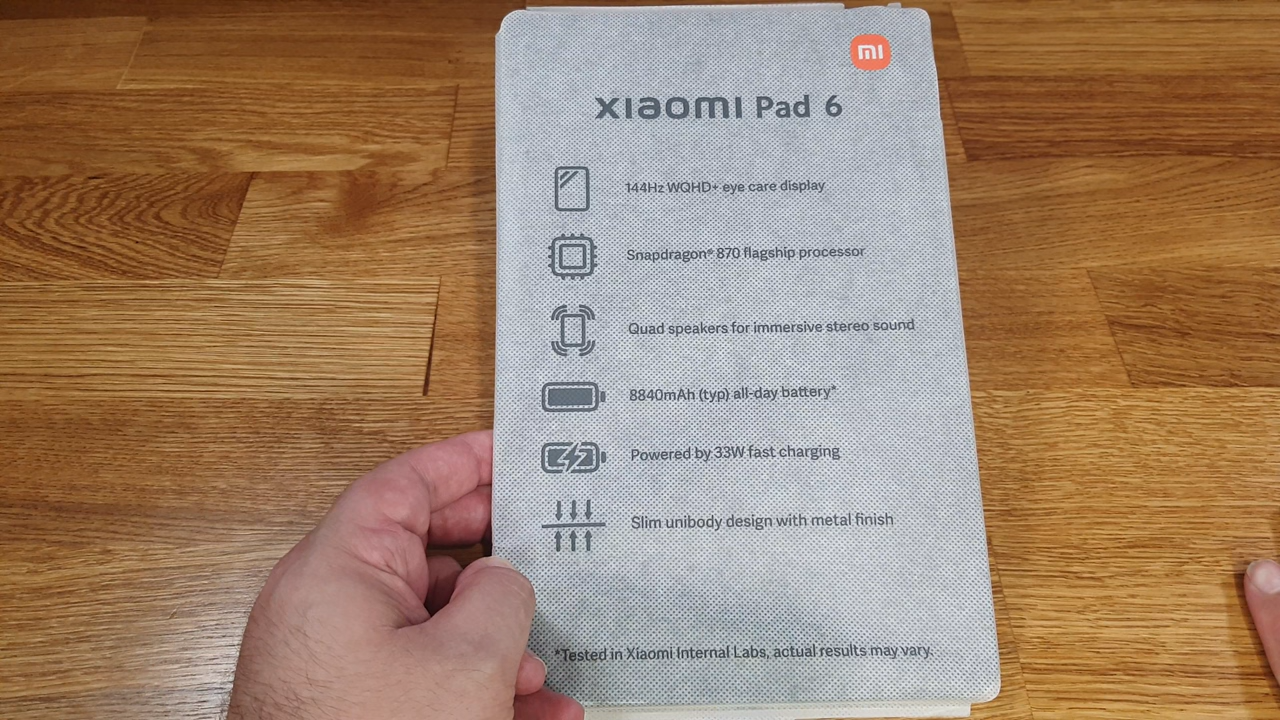 mi
xiaomi Pad 6
144Hz WQHD+ eye care display
Snapdragon® 870 flagship processor
Quad speakers for immersive stereo sound
8840mAh (typ) all-day battery*
Powered by 33W fast charging
Slim unibody design with metal finish
*Tested in Xiaomi Internal Labs, actual results may vary.